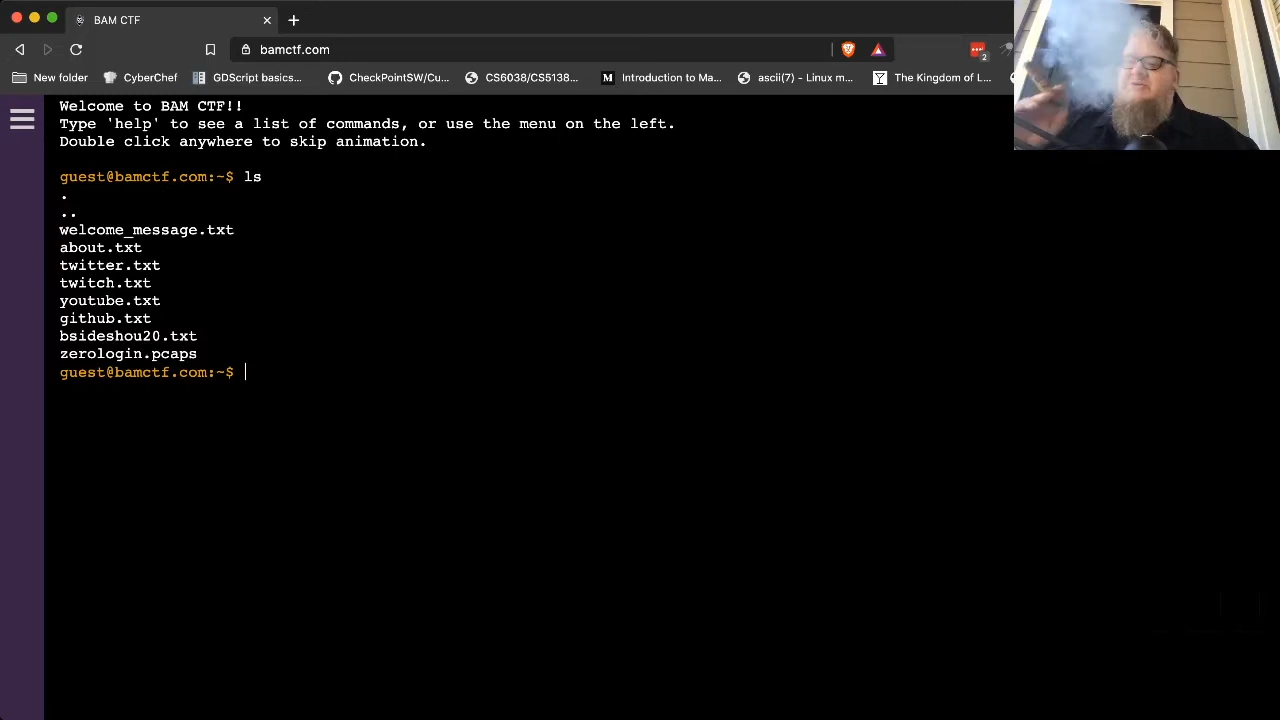 BAM CTF
bamctf.com
2
New folder
CyberChef
GDScript basics...
CheckPointSW/Cu...
CS6038/CS5138...
M
Introduction to Ma...
ascii(7) - Linux m...
The Kingdom of L...
Welcome to BAM CTF!!
Type 'help' to see a list of commands, or use the menu on the left.
Double click anywhere to skip animation.
guest@bamctf.com:~$ ls
.
..
welcome_message.txt
about.txt
twitter.txt
twitch.txt
youtube.txt
github.txt
bsideshou20.txt
zerologin.pcaps
guest@bamctf.com:~$